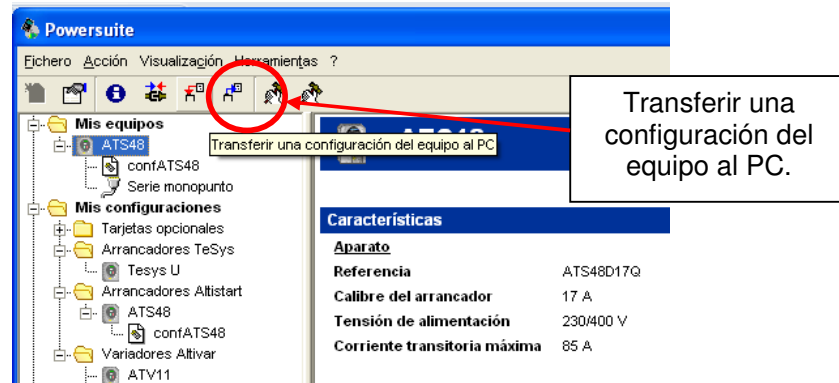 Powersuite
Fichero Acción Visualización Herramientas ?
Transferir una
configuración del
equipo al PC.
Mis equipos
ATS48
Transferir una configuración del equipo al PC
confATS48
Serie monopunto
Mis configuraciones
Tarjetas opcionales
Arrancadores TeSys
Tesys U
Arrancadores Altistart
ATS48
confATS48
Variadores Altivar
ATV11
Características
Aparato
Referencia ATS48D17Q
Calibre del arrancador 17 A
Tensión de alimentación 230/400 V
Corriente transitoria máxima 85 A